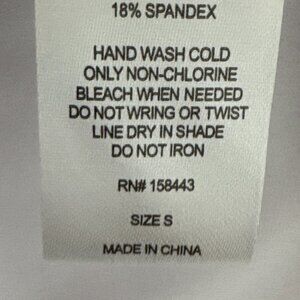 18% SPANDEX
HAND WASH COLD
ONLY NON-CHLORINE
BLEACH WHEN NEEDED
DO NOT WRING OR TWIST
LINE DRY IN SHADE
DO NOT IRON
RN# 158443
SIZE S
MADE IN CHINA